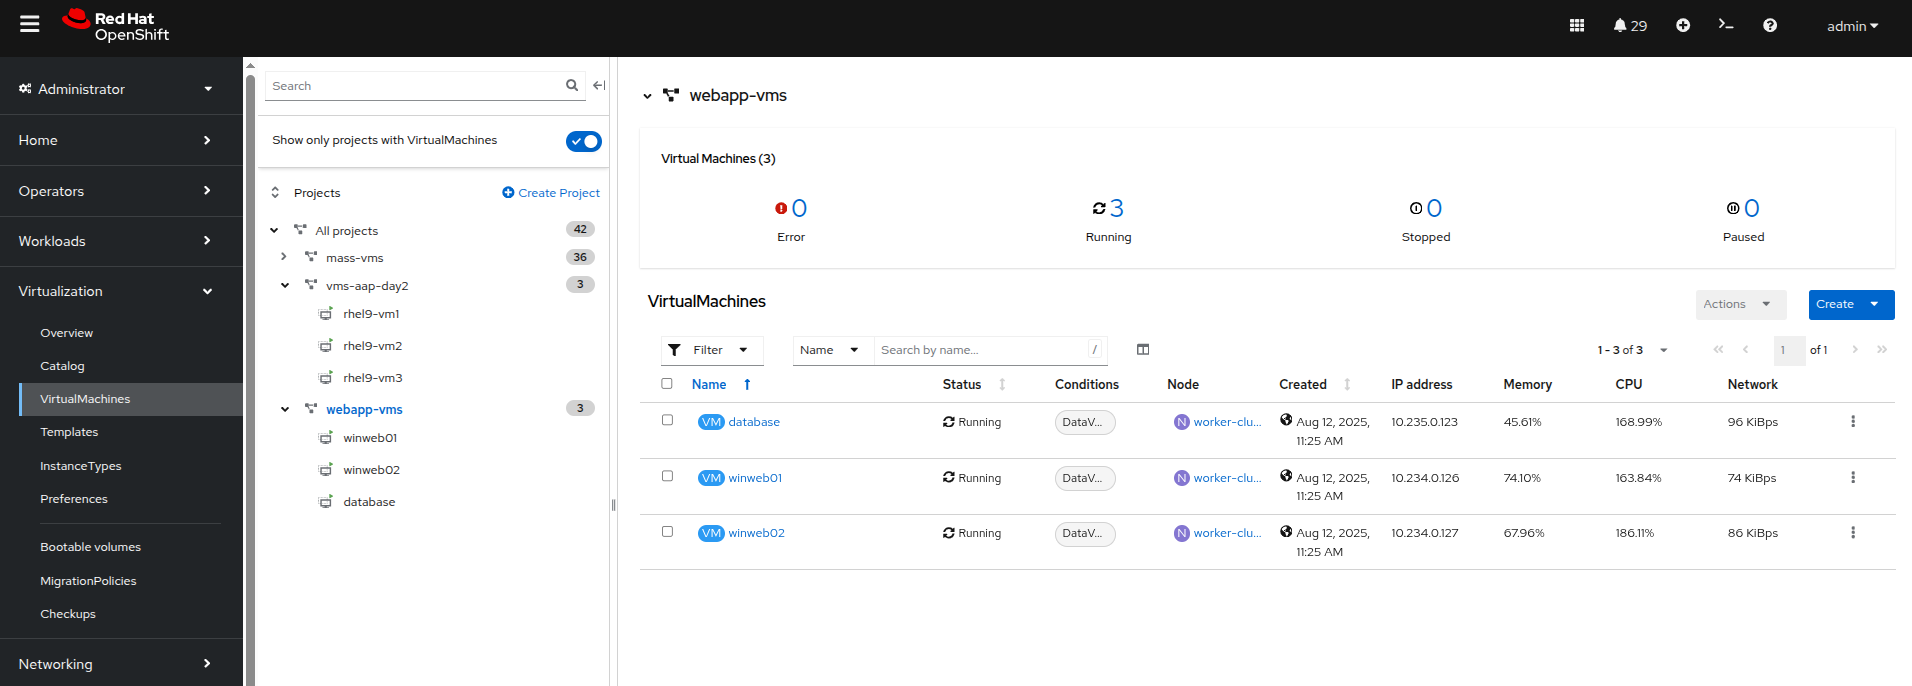 Red Hat
OpenShift
29
admin
Administrator
Home
Operators
Workloads
Virtualization
Overview
Catalog
VirtualMachines
Templates
InstanceTypes
Preferences
Bootable volumes
MigrationPolicies
Checkups
Networking
Search
Show only projects with VirtualMachines
Projects
Create Project
All projects 42
mass-vms 36
vms-aap-day2 3
rhel9-vm1
rhel9-vm2
rhel9-vm3
webapp-vms 3
winweb01
winweb02
database
webapp-vms
Virtual Machines (3)
0 3 0 0
Error Running Stopped Paused
VirtualMachines
Actions Create
Filter Name Search by name... / 1 - 3 of 3 1 of 1
Name Status Conditions Node Created IP address Memory CPU Network
VM database Running DataV... N worker-clu... Aug 12, 2025, 10.235.0.123 45.61% 168.99% 96 KiBps
11:25 AM
VM winweb01 Running DataV... N worker-clu... Aug 12, 2025, 10.234.0.126 74.10% 163.84% 74 KiBps
11:25 AM
VM winweb02 Running DataV... N worker-clu... Aug 12, 2025, 10.234.0.127 67.96% 186.11% 86 KiBps
11:25 AM